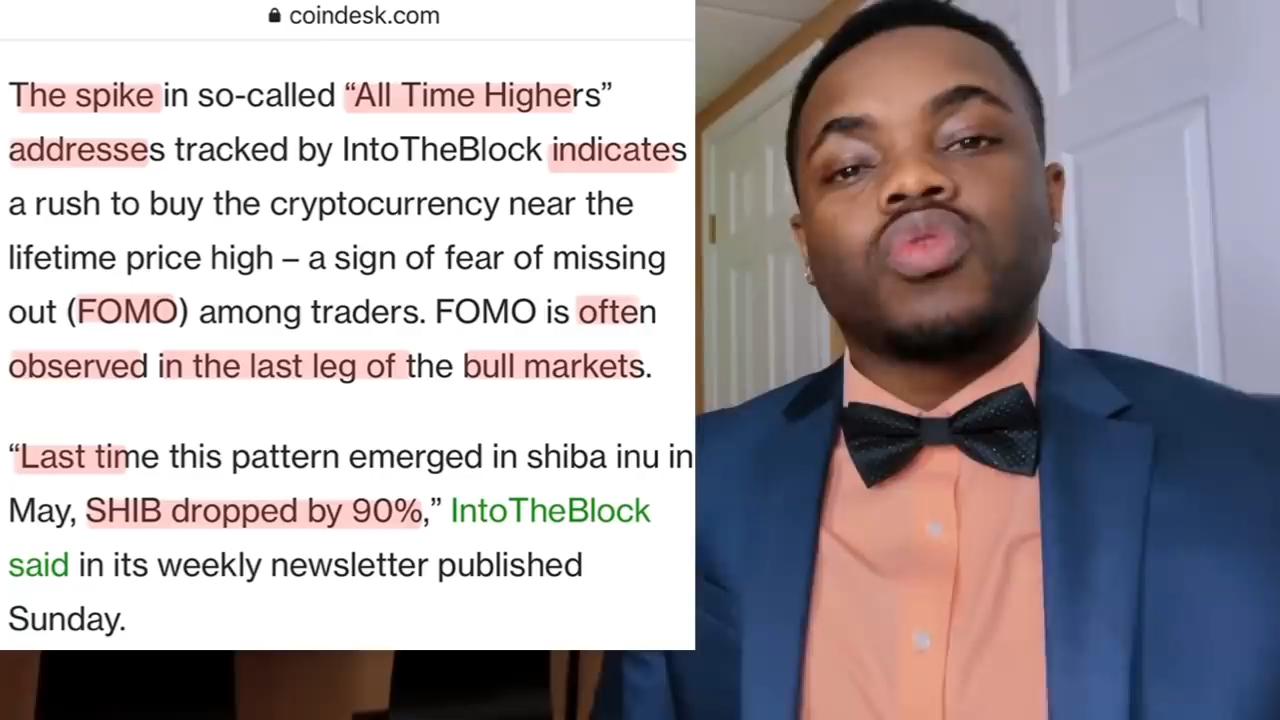 coindesk.com
The spike in so-called “All Time Highers”
addresses tracked by IntoTheBlock indicates
a rush to buy the cryptocurrency near the
lifetime price high – a sign of fear of missing
out (FOMO) among traders. FOMO is often
observed in the last leg of the bull markets.
“Last time this pattern emerged in shiba inu in
May, SHIB dropped by 90%,” IntoTheBlock
said in its weekly newsletter published
Sunday.